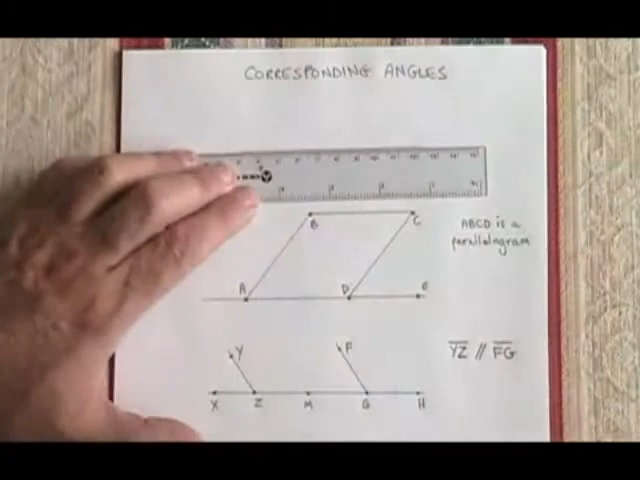 CORRESPONDING ANGLES
B C
ABCD is a
parallelogram
A D E
Y F
YZ // FG
X Z M G H